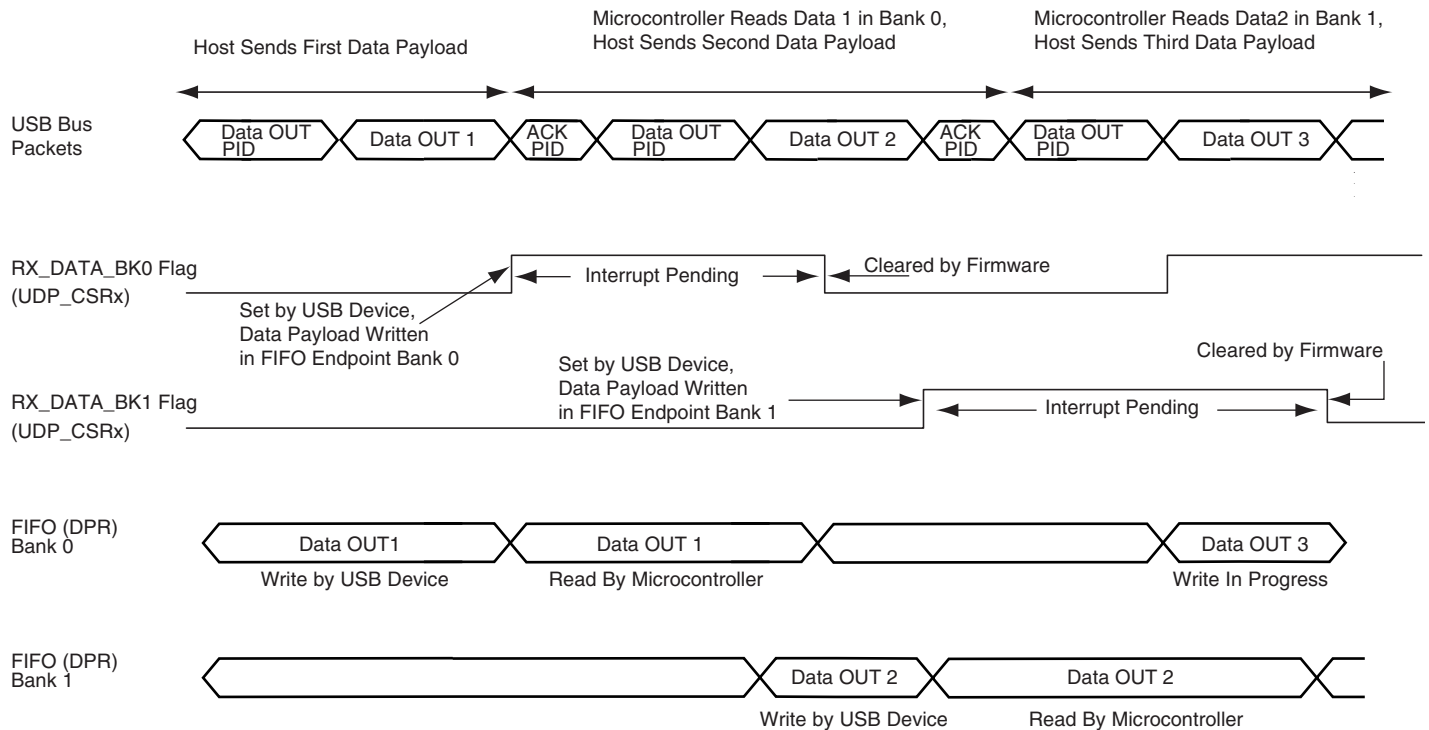 Host Sends First Data Payload
Microcontroller Reads Data 1 in Bank 0,
Host Sends Second Data Payload
Microcontroller Reads Data2 in Bank 1,
Host Sends Third Data Payload
USB Bus
Packets
Data OUT
PID
Data OUT 1
ACK
PID
Data OUT
PID
Data OUT 2
ACK
PID
Data OUT
PID
Data OUT 3
RX_DATA_BK0 Flag
(UDP_CSRx)
Interrupt Pending
Cleared by Firmware
Set by USB Device,
Data Payload Written
in FIFO Endpoint Bank 0
RX_DATA_BK1 Flag
(UDP_CSRx)
Set by USB Device,
Data Payload Written
in FIFO Endpoint Bank 1
Interrupt Pending
Cleared by Firmware
FIFO (DPR)
Bank 0
Data OUT1
Data OUT 1
Data OUT 3
Write by USB Device
Read By Microcontroller
Write In Progress
FIFO (DPR)
Bank 1
Data OUT 2
Data OUT 2
Write by USB Device
Read By Microcontroller